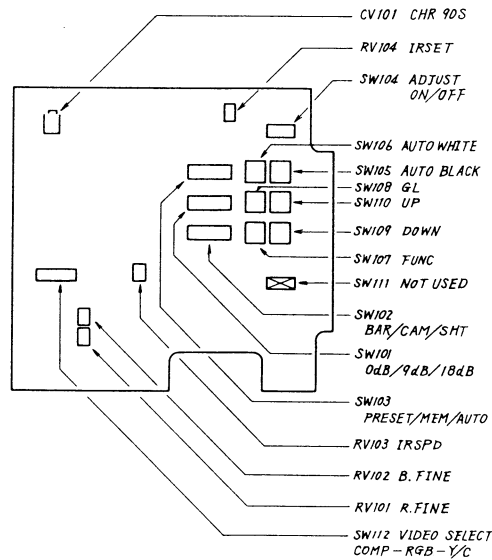 CV101 CHR 90S
RV104 IRSET
SW104 ADJUST
ON/OFF
SW106 AUTO WHITE
SW105 AUTO BLACK
SW108 GL
SW110 UP
SW109 DOWN
SW107 FUNC
SW111 NOT USED
SW102
BAR/CAM/SHT
SW101
0dB/9dB/18dB
SW103
PRESET/MEM/AUTO
RV103 IRSPD
RV102 B.FINE
RV101 R.FINE
SW112 VIDEO SELECT
COMP-RGB-Y/C